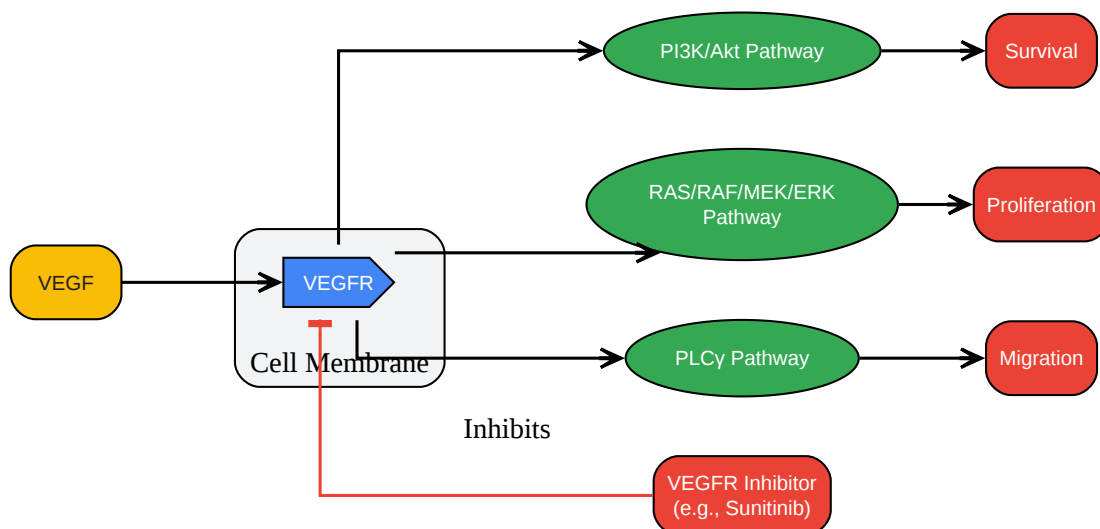 PI3K/Akt Pathway
Survival
RAS/RAF/MEK/ERK
Pathway
Proliferation
VEGF
VEGFR
Cell Membrane
PLCγ Pathway
Migration
Inhibits
VEGFR Inhibitor
(e.g., Sunitinib)